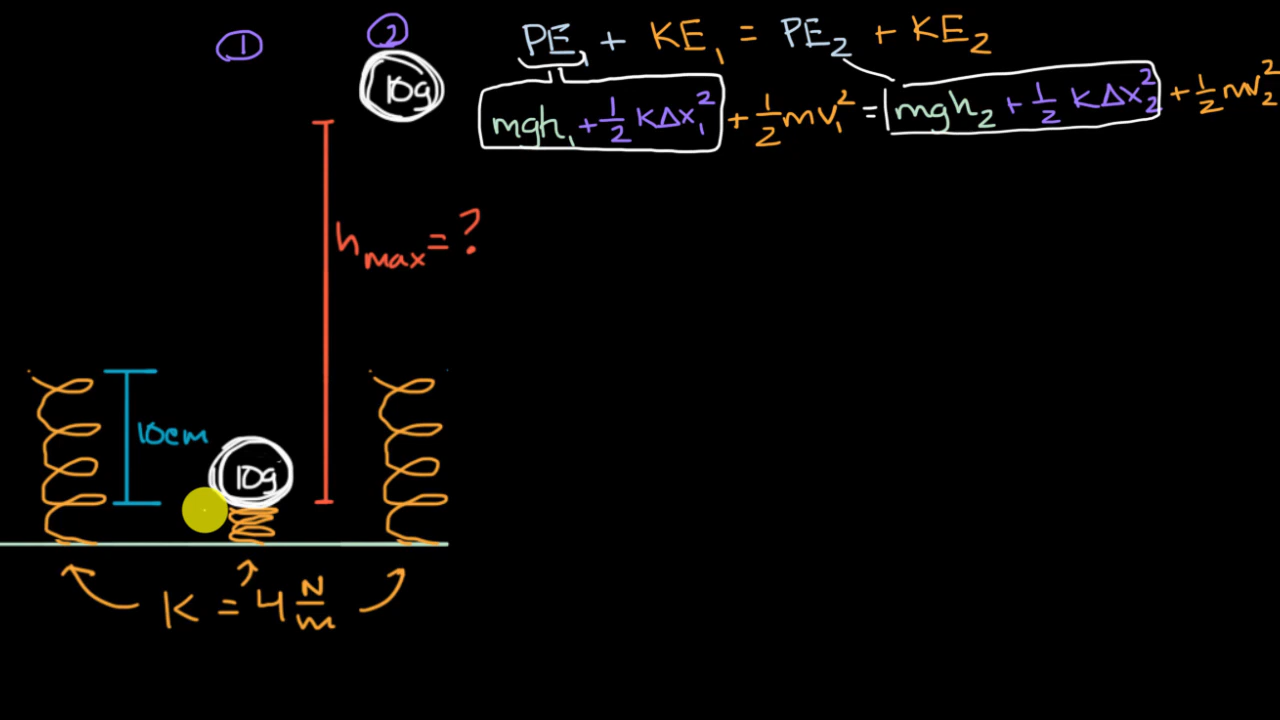 ①
②
PE₁ + KE₁ = PE₂ + KE₂
10g
mgh₁ + 1/2 KΔx₁² + 1/2 mv₁² = mgh₂ + 1/2 KΔx₂² + 1/2 mv₂²
hmax = ?
10cm
10g
K = 4 N/m